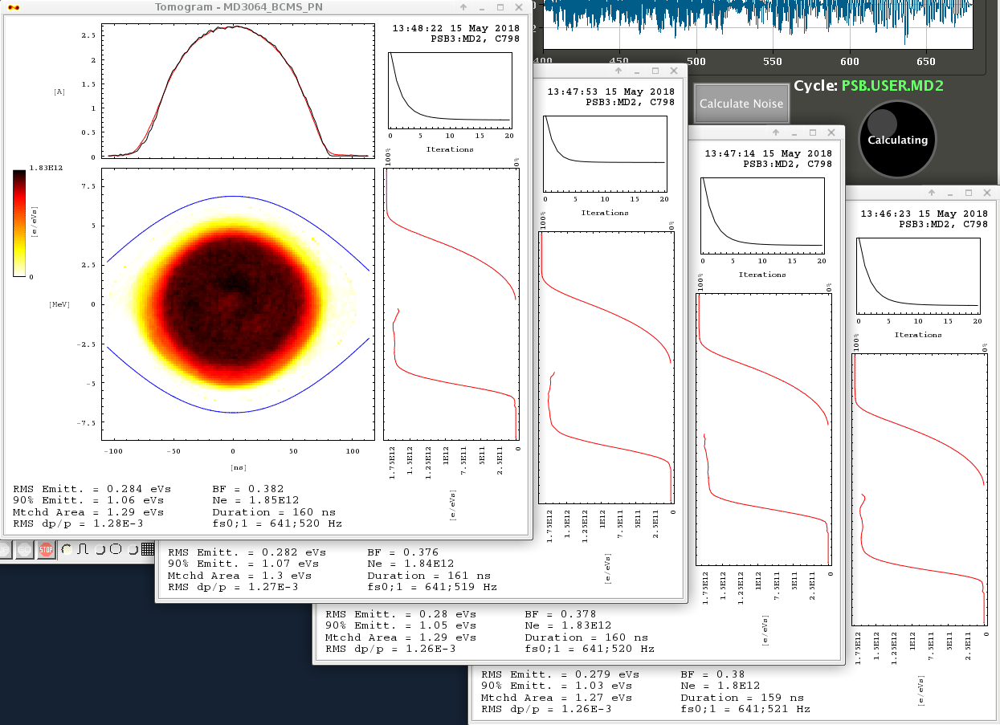 Tomogram - MD3064_BCMS_PN
13:48:22 15 May 2018
PSB3:MD2, C798
2.5
2
1.5
1
0.5
0
[A]
0 5 10 15 20
Iterations
1.83E12
[e/eVs]
0
100%
0%
7.5
5
2.5
0
-2.5
-5
-7.5
[MeV]
-100 -50 0 50 100
[ns]
1.75E12 1.5E12 1.25E12 1E12 7.5E11 5E11 2.5E11 0
[e/eVs]
RMS Emitt. = 0.284 eVs BF = 0.382
90% Emitt. = 1.06 eVs Ne = 1.85E12
Mtchd Area = 1.29 eVs Duration = 160 ns
RMS dp/p = 1.28E-3 fs0;1 = 641;520 Hz
STOP
400 450 500 550 600 650
Calculate Noise
Cycle: PSB.USER.MD2
Calculating
13:47:53 15 May 2018
PSB3:MD2, C798
0 5 10 15 20
Iterations
100%
0%
1.75E12 1.5E12 1.25E12 1E12 7.5E11 5E11 2.5E11 0
[e/eVs]
RMS Emitt. = 0.282 eVs BF = 0.376
90% Emitt. = 1.07 eVs Ne = 1.84E12
Mtchd Area = 1.3 eVs Duration = 161 ns
RMS dp/p = 1.27E-3 fs0;1 = 641;519 Hz
13:47:14 15 May 2018
PSB3:MD2, C798
0 5 10 15 20
Iterations
100%
0%
1.75E12 1.5E12 1.25E12 1E12 7.5E11 5E11 2.5E11 0
[e/eVs]
RMS Emitt. = 0.28 eVs BF = 0.378
90% Emitt. = 1.05 eVs Ne = 1.83E12
Mtchd Area = 1.29 eVs Duration = 160 ns
RMS dp/p = 1.26E-3 fs0;1 = 641;520 Hz
13:46:23 15 May 2018
PSB3:MD2, C798
0 5 10 15 20
Iterations
100%
0%
1.75E12 1.5E12 1.25E12 1E12 7.5E11 5E11 2.5E11 0
[e/eVs]
RMS Emitt. = 0.279 eVs BF = 0.38
90% Emitt. = 1.03 eVs Ne = 1.8E12
Mtchd Area = 1.27 eVs Duration = 159 ns
RMS dp/p = 1.26E-3 fs0;1 = 641;521 Hz